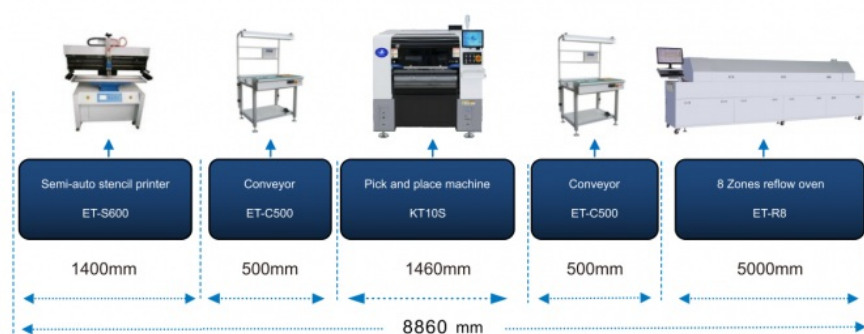 Semi-auto stencil printer
ET-S600
Conveyor
ET-C500
Pick and place machine
KT10S
Conveyor
ET-C500
8 Zones reflow oven
ET-R8
1400mm
500mm
1460mm
500mm
5000mm
8860 mm